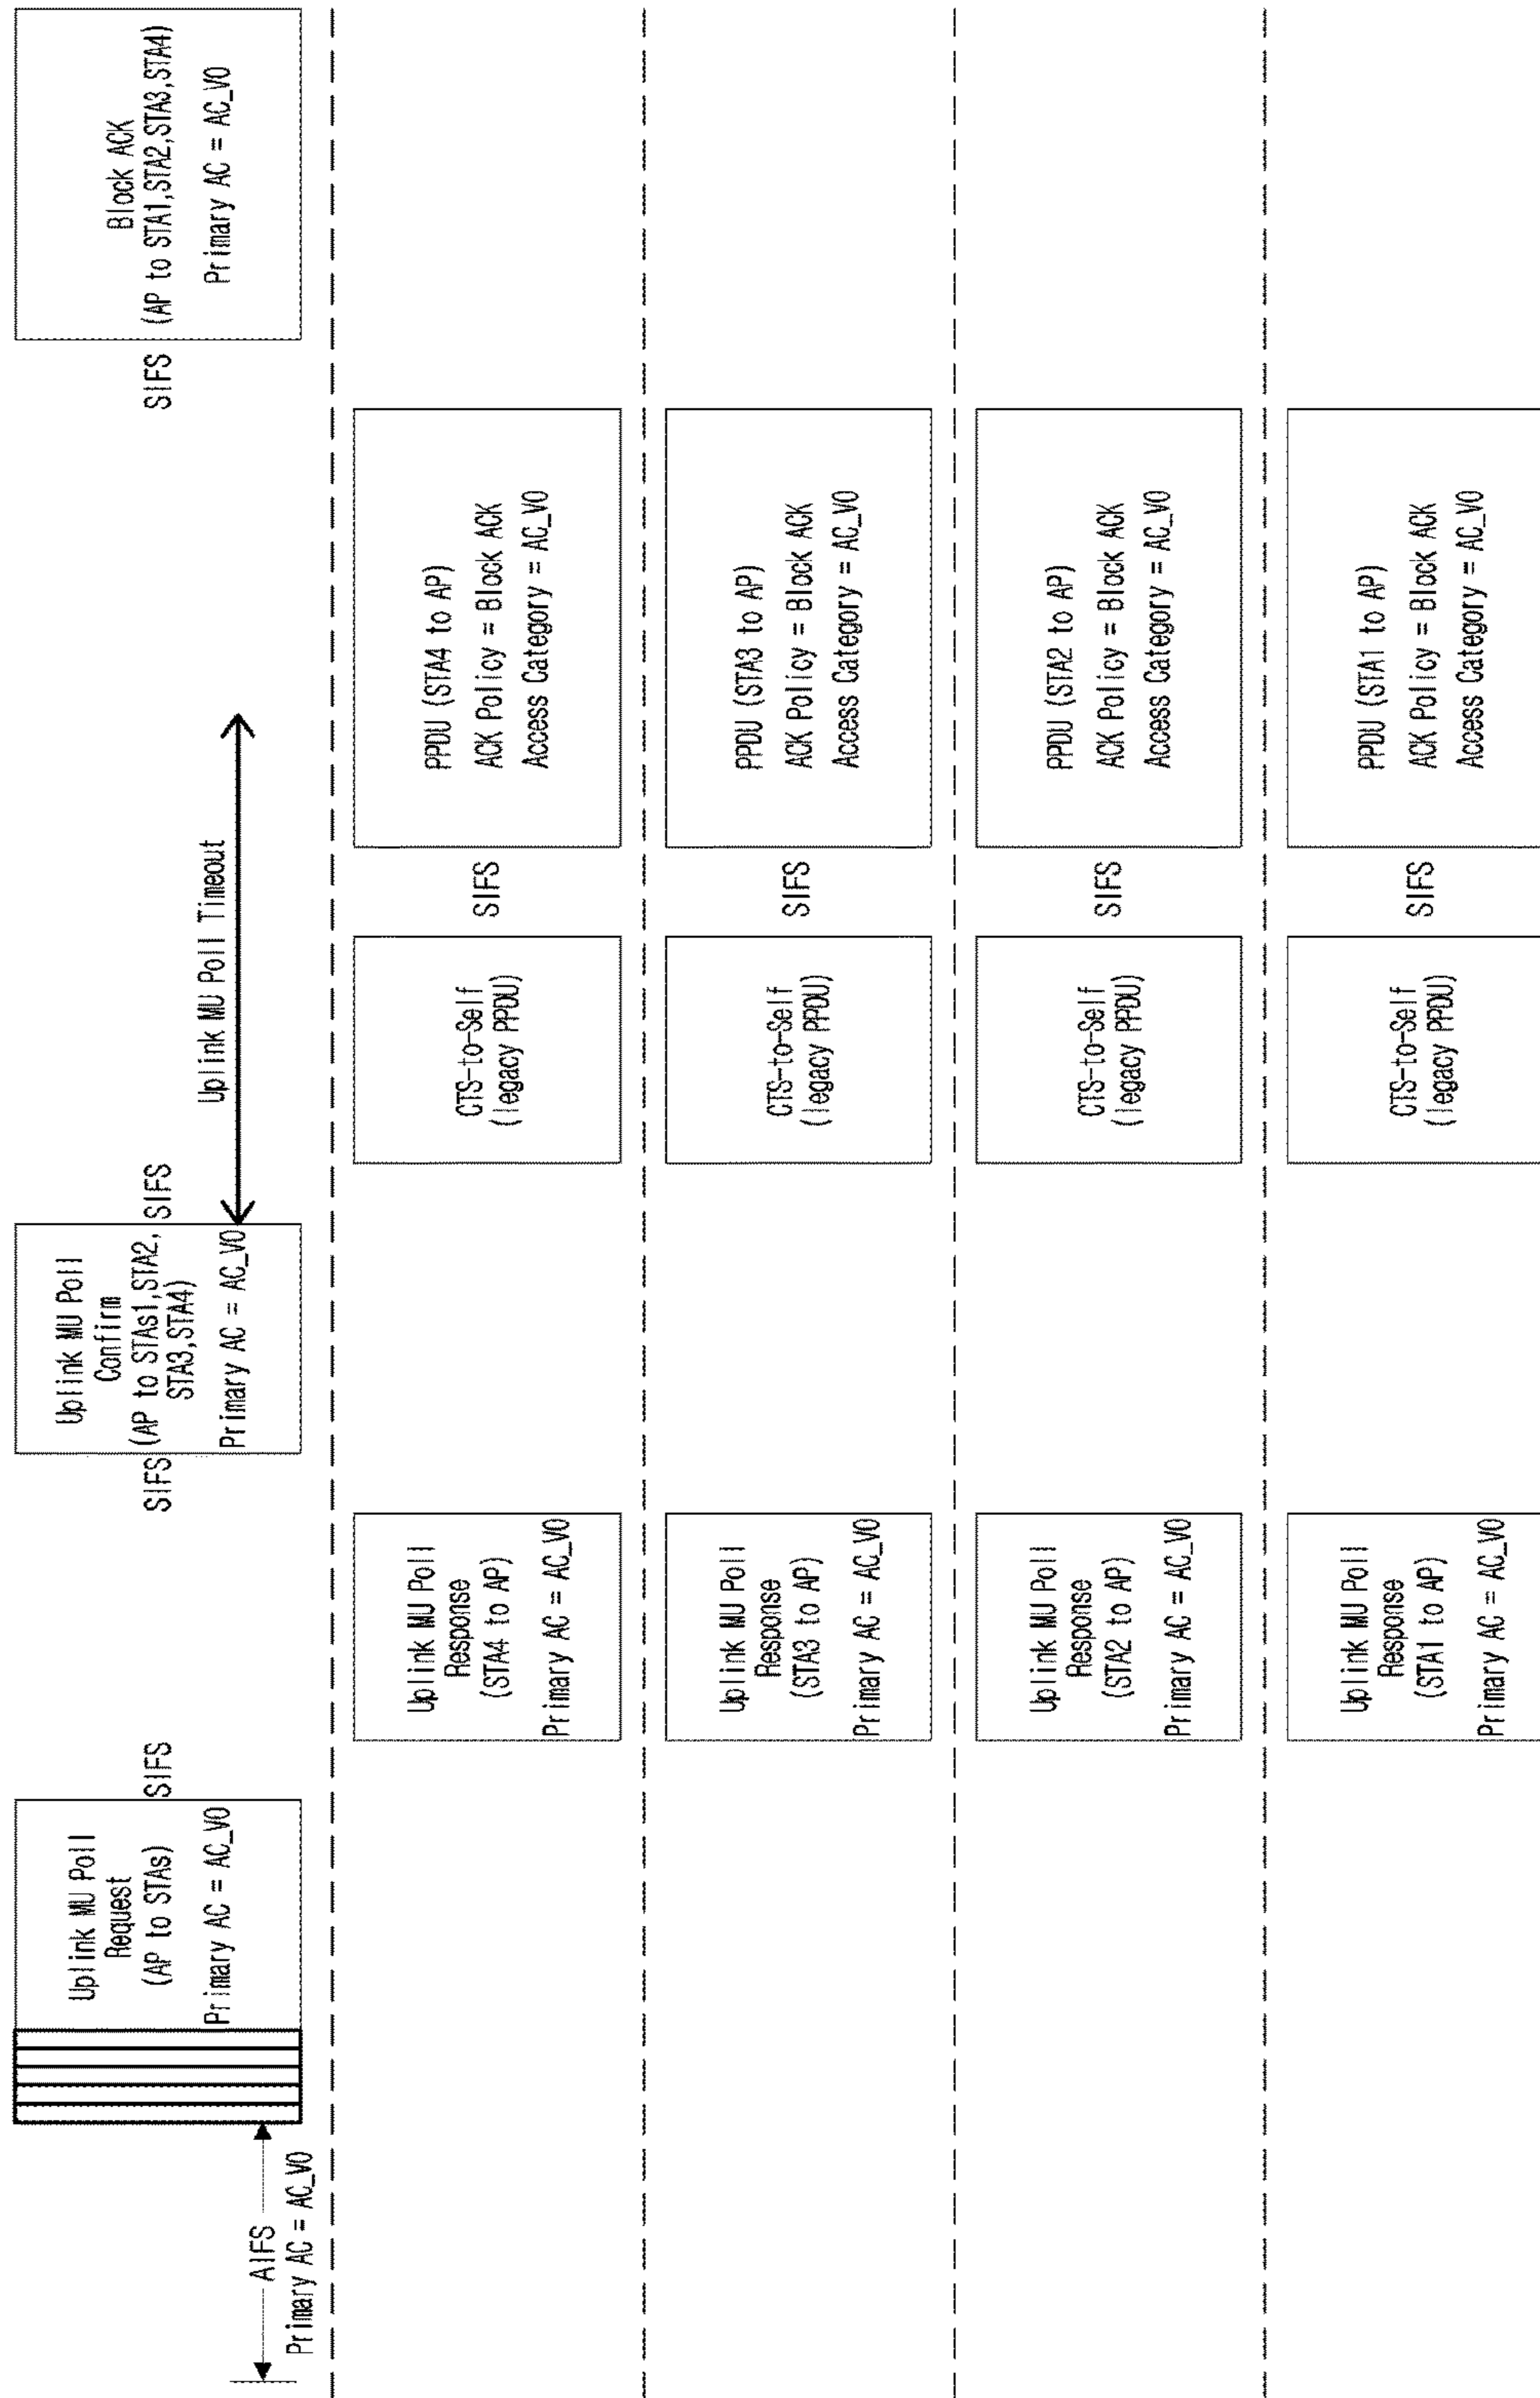 AIFS
Primary AC = AC_VO
Uplink MU Poll
Request
(AP to STAs)
Primary AC = AC_VO
SIFS
SIFS
Uplink MU Poll
Confirm
(AP to STAs1,STA2,
STA3,STA4)
Primary AC = AC_VO
SIFS
Uplink MU Poll Timeout
SIFS
Block ACK
(AP to STA1,STA2,STA3,STA4)
Primary AC = AC_VO
Uplink MU Poll
Response
(STA4 to AP)
Primary AC = AC_VO
CTS-to-Self
(legacy PPDU)
SIFS
PPDU (STA4 to AP)
ACK Policy = Block ACK
Access Category = AC_VO
Uplink MU Poll
Response
(STA3 to AP)
Primary AC = AC_VO
CTS-to-Self
(legacy PPDU)
SIFS
PPDU (STA3 to AP)
ACK Policy = Block ACK
Access Category = AC_VO
Uplink MU Poll
Response
(STA2 to AP)
Primary AC = AC_VO
CTS-to-Self
(legacy PPDU)
SIFS
PPDU (STA2 to AP)
ACK Policy = Block ACK
Access Category = AC_VO
Uplink MU Poll
Response
(STA1 to AP)
Primary AC = AC_VO
CTS-to-Self
(legacy PPDU)
SIFS
PPDU (STA1 to AP)
ACK Policy = Block ACK
Access Category = AC_VO